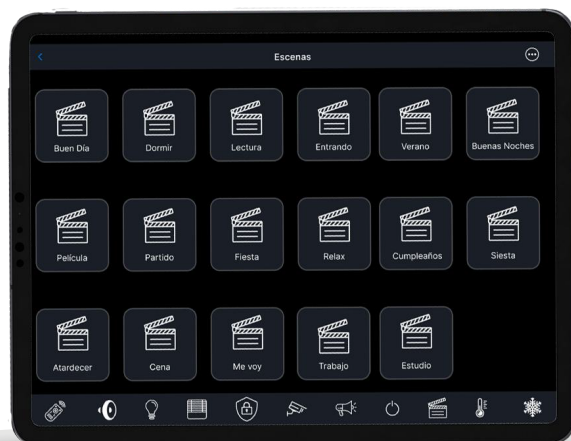 Escenas
Buen Día
Dormir
Lectura
Entrando
Verano
Buenas Noches
Película
Partido
Fiesta
Relax
Cumpleaños
Siesta
Atardecer
Cena
Me voy
Trabajo
Estudio